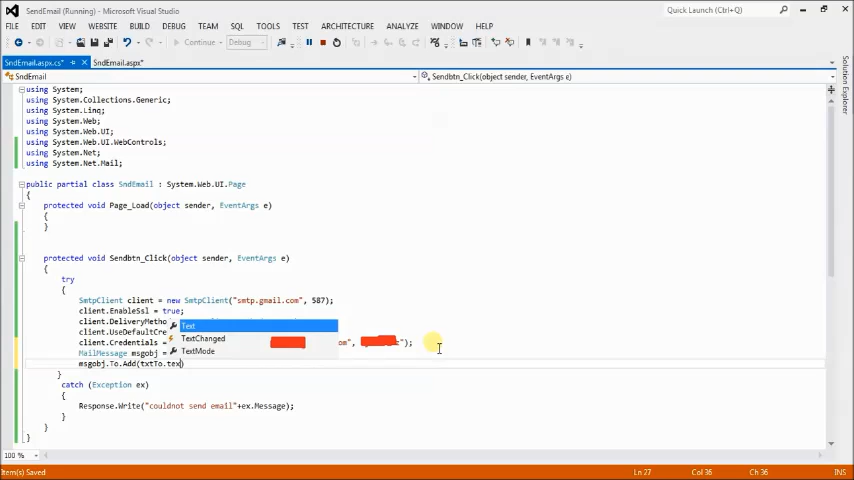 SendEmail (Running) - Microsoft Visual Studio
Quick Launch (Ctrl+Q)
FILE EDIT VIEW WEBSITE BUILD DEBUG TEAM SQL TOOLS TEST ARCHITECTURE ANALYZE WINDOW HELP
Continue Debug
SndEmail.aspx.cs* SndEmail.aspx*
SndEmail Sendbtn_Click(object sender, EventArgs e)
Solution Explorer
using System;
using System.Collections.Generic;
using System.Linq;
using System.Web;
using System.Web.UI;
using System.Web.UI.WebControls;
using System.Net;
using System.Net.Mail;
public partial class SndEmail : System.Web.UI.Page
{
protected void Page_Load(object sender, EventArgs e)
{
}
protected void Sendbtn_Click(object sender, EventArgs e)
{
try
{
SmtpClient client = new SmtpClient("smtp.gmail.com", 587);
client.EnableSsl = true;
client.DeliveryMetho
Text
client.UseDefaultCre
TextChanged
client.Credentials = om", ");
TextMode
MailMessage msgobj =
msgobj.To.Add(txtTo.tex)
}
catch (Exception ex)
{
Response.Write("couldnot send email"+ex.Message);
}
}
}
100 %
Item(s) Saved Ln 27 Col 36 Ch 36 INS